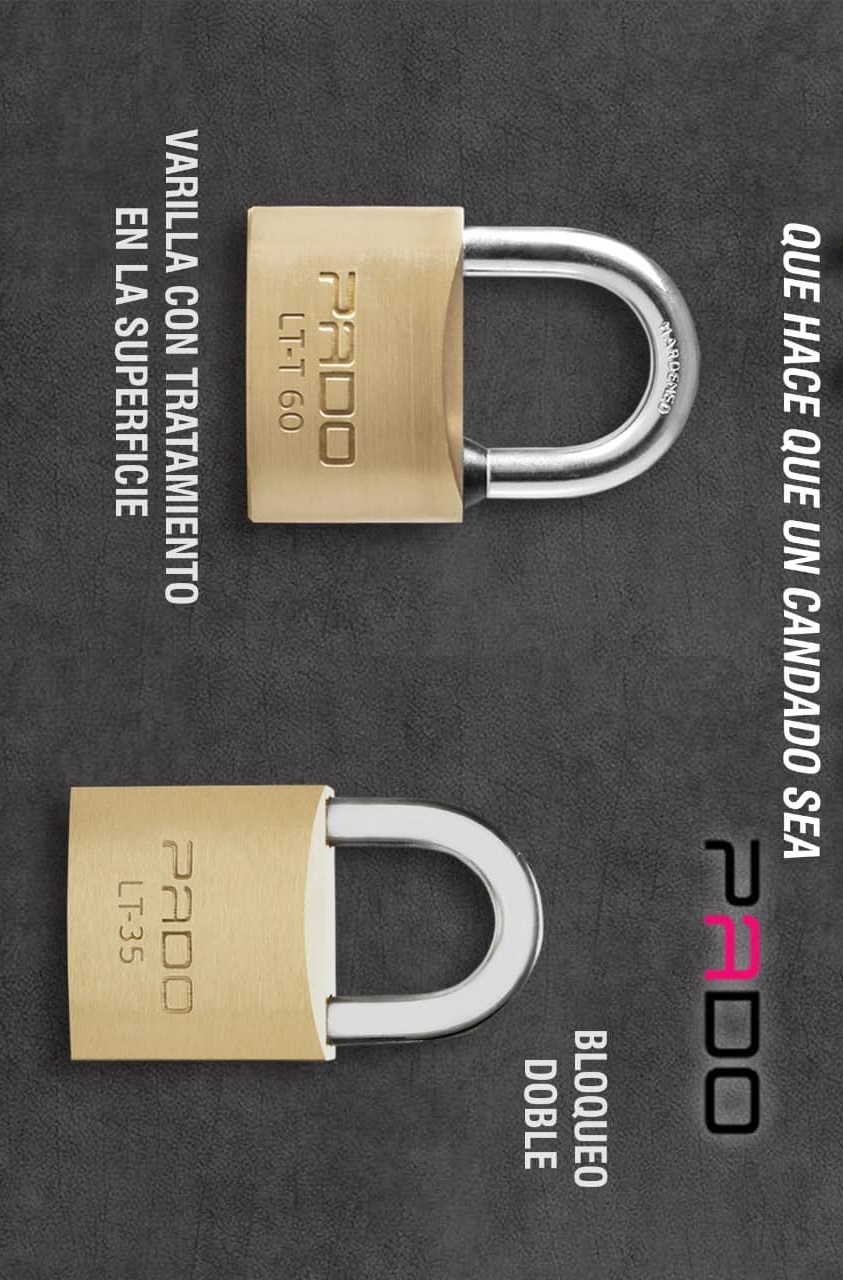 QUE HACE QUE UN CANDADO SEA
PADO
HARDENED
BLOQUEO
DOBLE
PADO
LT-T 60
VARILLA CON TRATAMIENTO
EN LA SUPERFICIE
PADO
LT-35